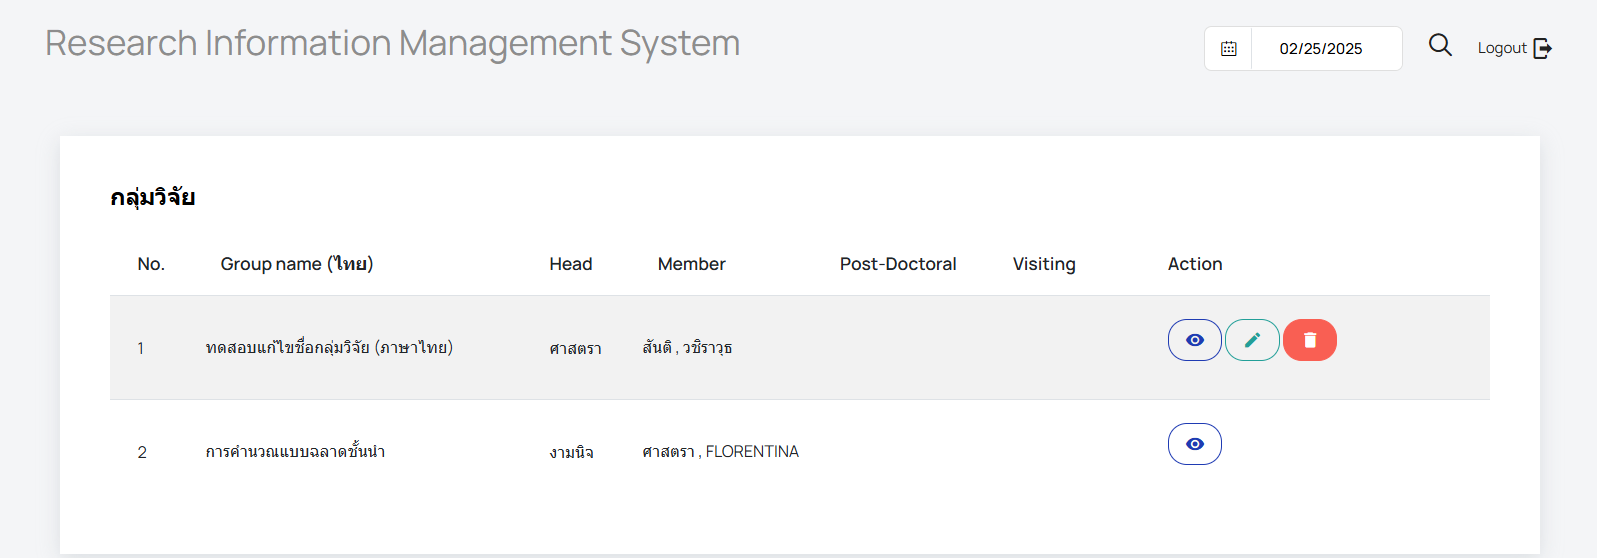 Research Information Management System
02/25/2025
Logout
กลุ่มวิจัย
No. Group name (ไทย) Head Member Post-Doctoral Visiting Action
1 ทดสอบแก้ไขชื่อกลุ่มวิจัย (ภาษาไทย) ศาสตรา สันติ , วชิราวุธ
2 การคำนวณแบบฉลาดชั้นนำ งามนิจ ศาสตรา , FLORENTINA